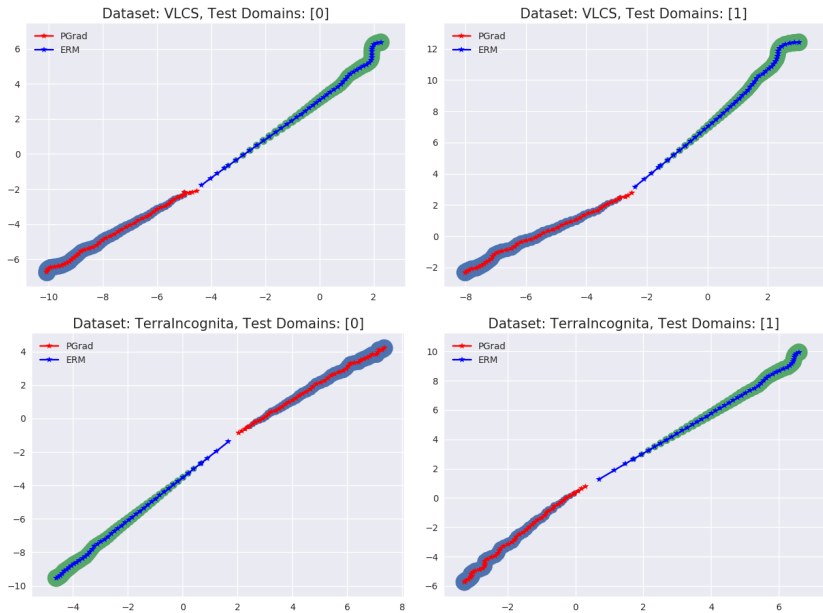 Dataset: VLCS, Test Domains: [0]
PGrad
ERM
6
4
2
0
−2
−4
−6
−10 −8 −6 −4 −2 0 2
Dataset: VLCS, Test Domains: [1]
PGrad
ERM
12
10
8
6
4
2
0
−2
−8 −6 −4 −2 0 2
Dataset: TerraIncognita, Test Domains: [0]
PGrad
ERM
4
2
0
−2
−4
−6
−8
−10
−4 −2 0 2 4 6 8
Dataset: TerraIncognita, Test Domains: [1]
PGrad
ERM
10
8
6
4
2
0
−2
−4
−6
−2 0 2 4 6